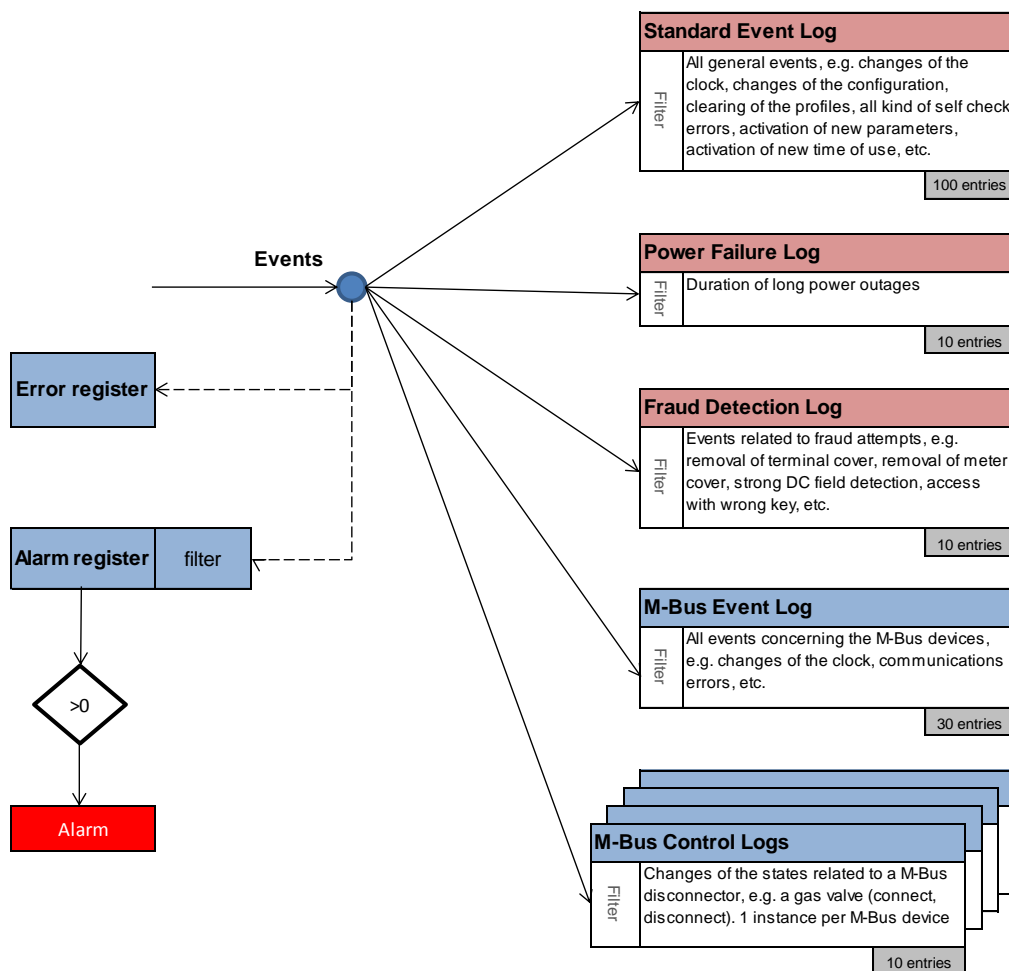 Standard Event Log
Filter
All general events, e.g. changes of the
clock, changes of the configuration,
clearing of the profiles, all kind of self check
errors, activation of new parameters,
activation of new time of use, etc.
100 entries
Events
Power Failure Log
Filter
Duration of long power outages
10 entries
Error register
Fraud Detection Log
Filter
Events related to fraud attempts, e.g.
removal of terminal cover, removal of meter
cover, strong DC field detection, access
with wrong key, etc.
10 entries
Alarm register
filter
M-Bus Event Log
Filter
All events concerning the M-Bus devices,
e.g. changes of the clock, communications
errors, etc.
30 entries
>0
Alarm
M-Bus Control Logs
Filter
Changes of the states related to a M-Bus
disconnector, e.g. a gas valve (connect,
disconnect). 1 instance per M-Bus device
10 entries